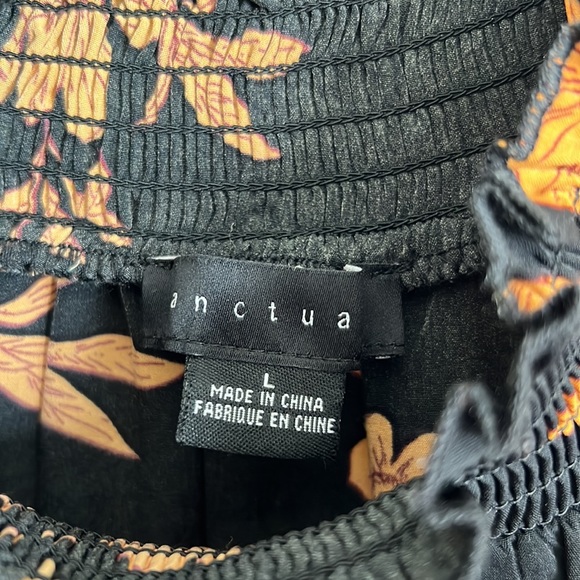 anctua
L
MADE IN CHINA
FABRIQUE EN CHINE